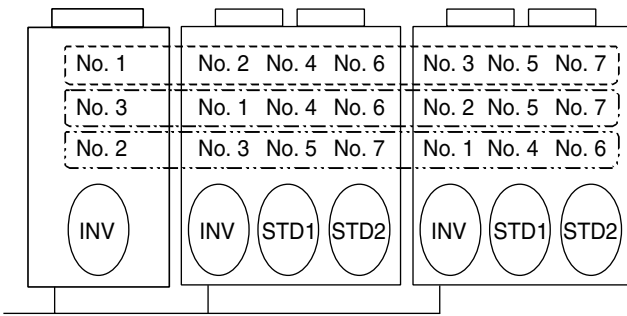 No. 1 No. 2 No. 4 No. 6 No. 3 No. 5 No. 7
No. 3 No. 1 No. 4 No. 6 No. 2 No. 5 No. 7
No. 2 No. 3 No. 5 No. 7 No. 1 No. 4 No. 6
INV INV STD1 STD2 INV STD1 STD2